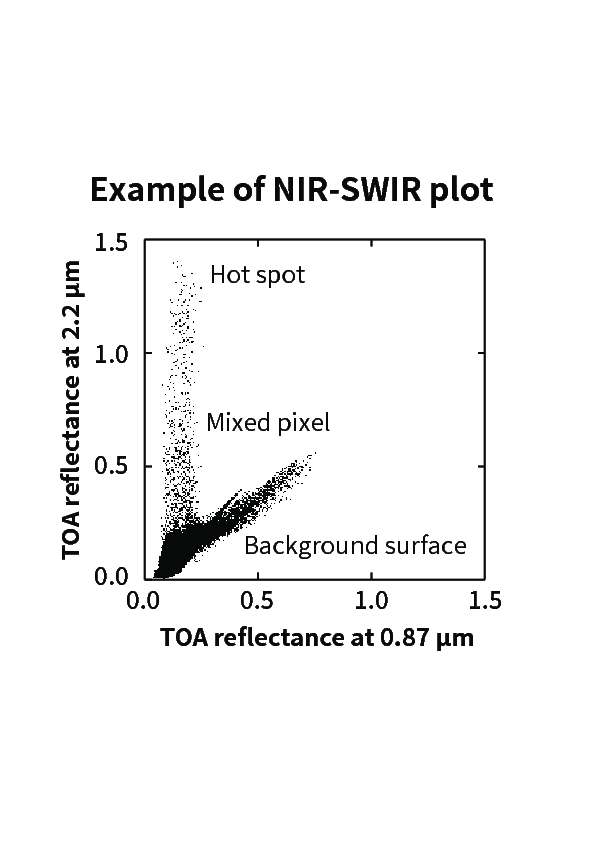 Example of NIR-SWIR plot
1.5
Hot spot
1.0
Mixed pixel
0.5
Background surface
0.0
0.0 0.5 1.0 1.5
TOA reflectance at 2.2 µm
TOA reflectance at 0.87 µm